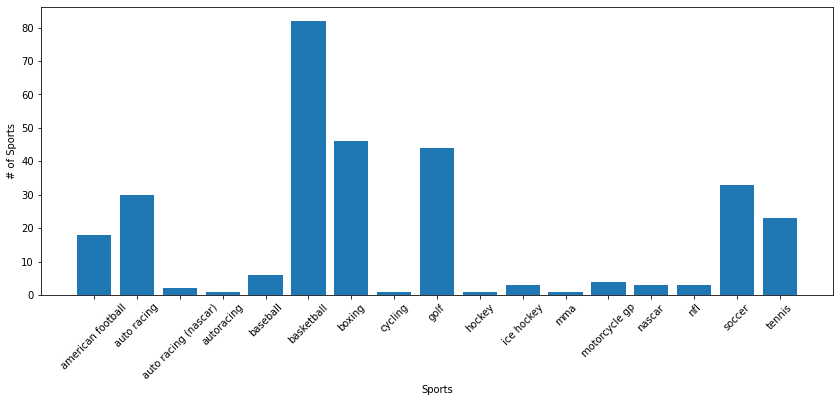 80
70
60
50
40
30
20
10
0
# of Sports
american football
auto racing
auto racing (nascar)
autoracing
baseball
basketball
boxing
cycling
golf
hockey
ice hockey
mma
motorcycle gp
nascar
nfl
soccer
tennis
Sports